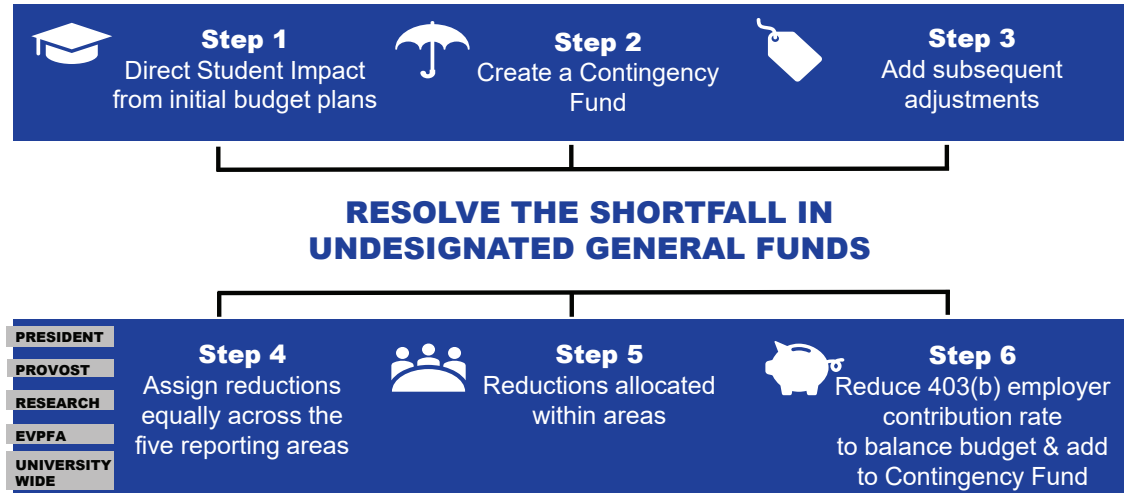 Step 1
Direct Student Impact
from initial budget plans
Step 2
Create a Contingency
Fund
Step 3
Add subsequent
adjustments
RESOLVE THE SHORTFALL IN
UNDESIGNATED GENERAL FUNDS
PRESIDENT
PROVOST
RESEARCH
EVPFA
UNIVERSITY
WIDE
Step 4
Assign reductions
equally across the
five reporting areas
Step 5
Reductions allocated
within areas
Step 6
Reduce 403(b) employer
contribution rate
to balance budget & add
to Contingency Fund